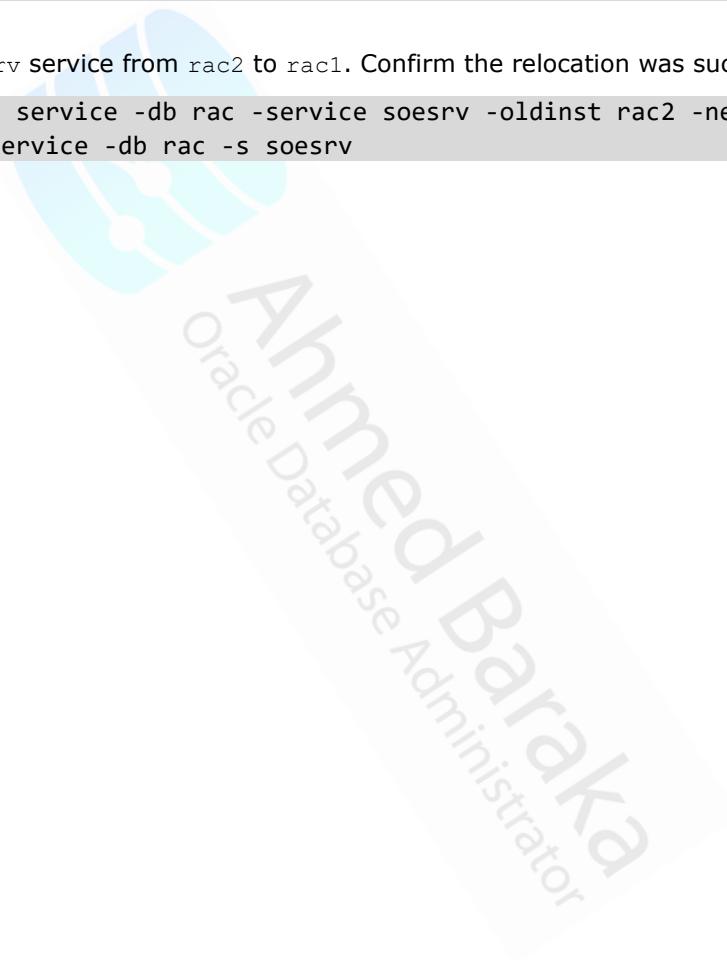 rv service from rac2 to rac1. Confirm the relocation was suc
service -db rac -service soesrv -oldinst rac2 -ne
ervice -db rac -s soesrv
Ahmed Baraka
Oracle Database Administrator